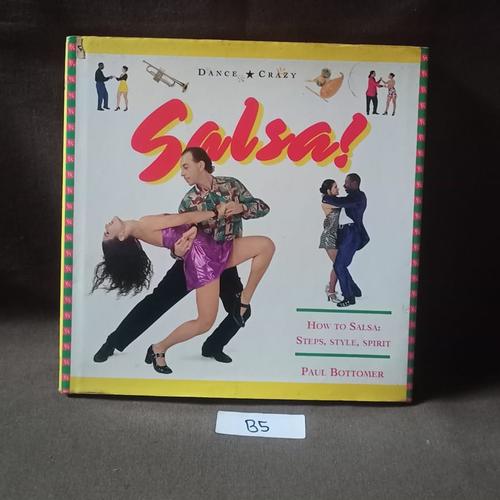 DANCE ★ CRAZY
Salsa!
HOW TO SALSA:
STEPS, STYLE, SPIRIT
PAUL BOTTOMER
B5